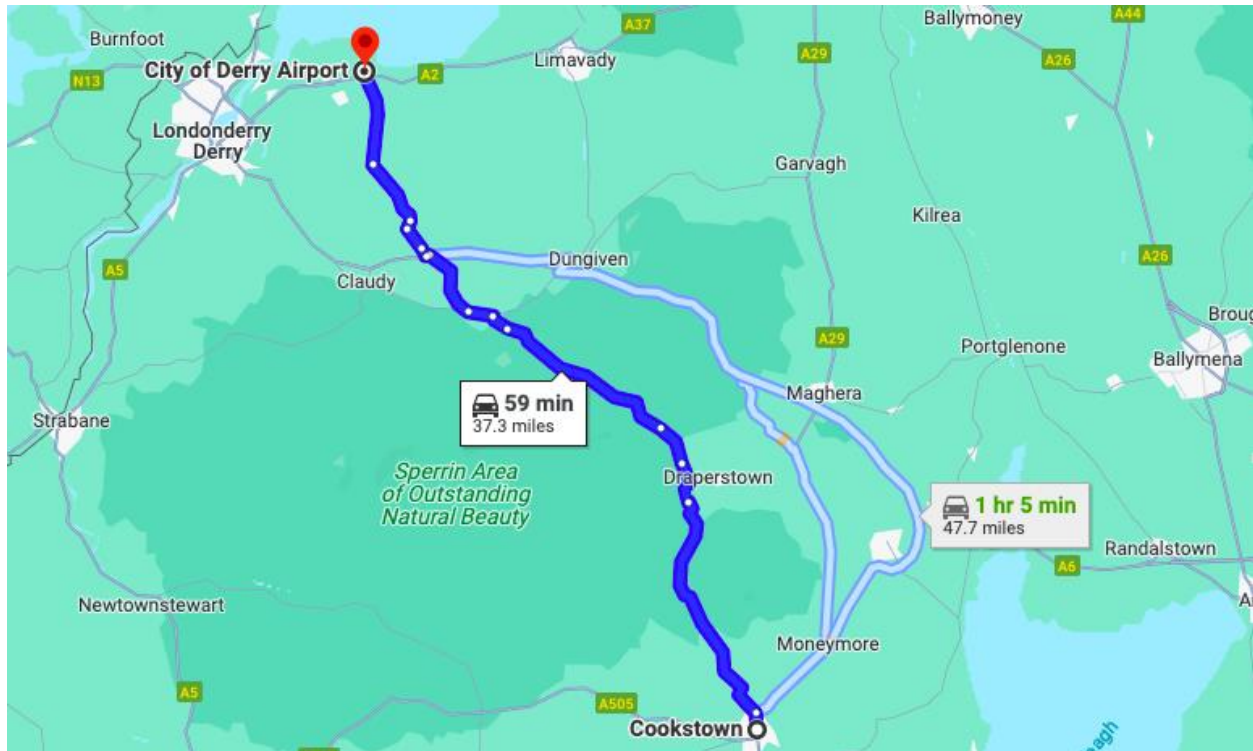 Burnfoot
City of Derry Airport
N13
A2
Londonderry
Derry
Limavady
A37
Ballymoney
A44
A29
A26
Garvagh
Kilrea
A5
Claudy
Dungiven
A26
A29
Portglenone
Broug
Ballymena
Strabane
59 min
37.3 miles
Maghera
Sperrin Area
of Outstanding
Natural Beauty
Draperstown
1 hr 5 min
47.7 miles
Randalstown
A6
Newtownstewart
Moneymore
A5
A505
Cookstown